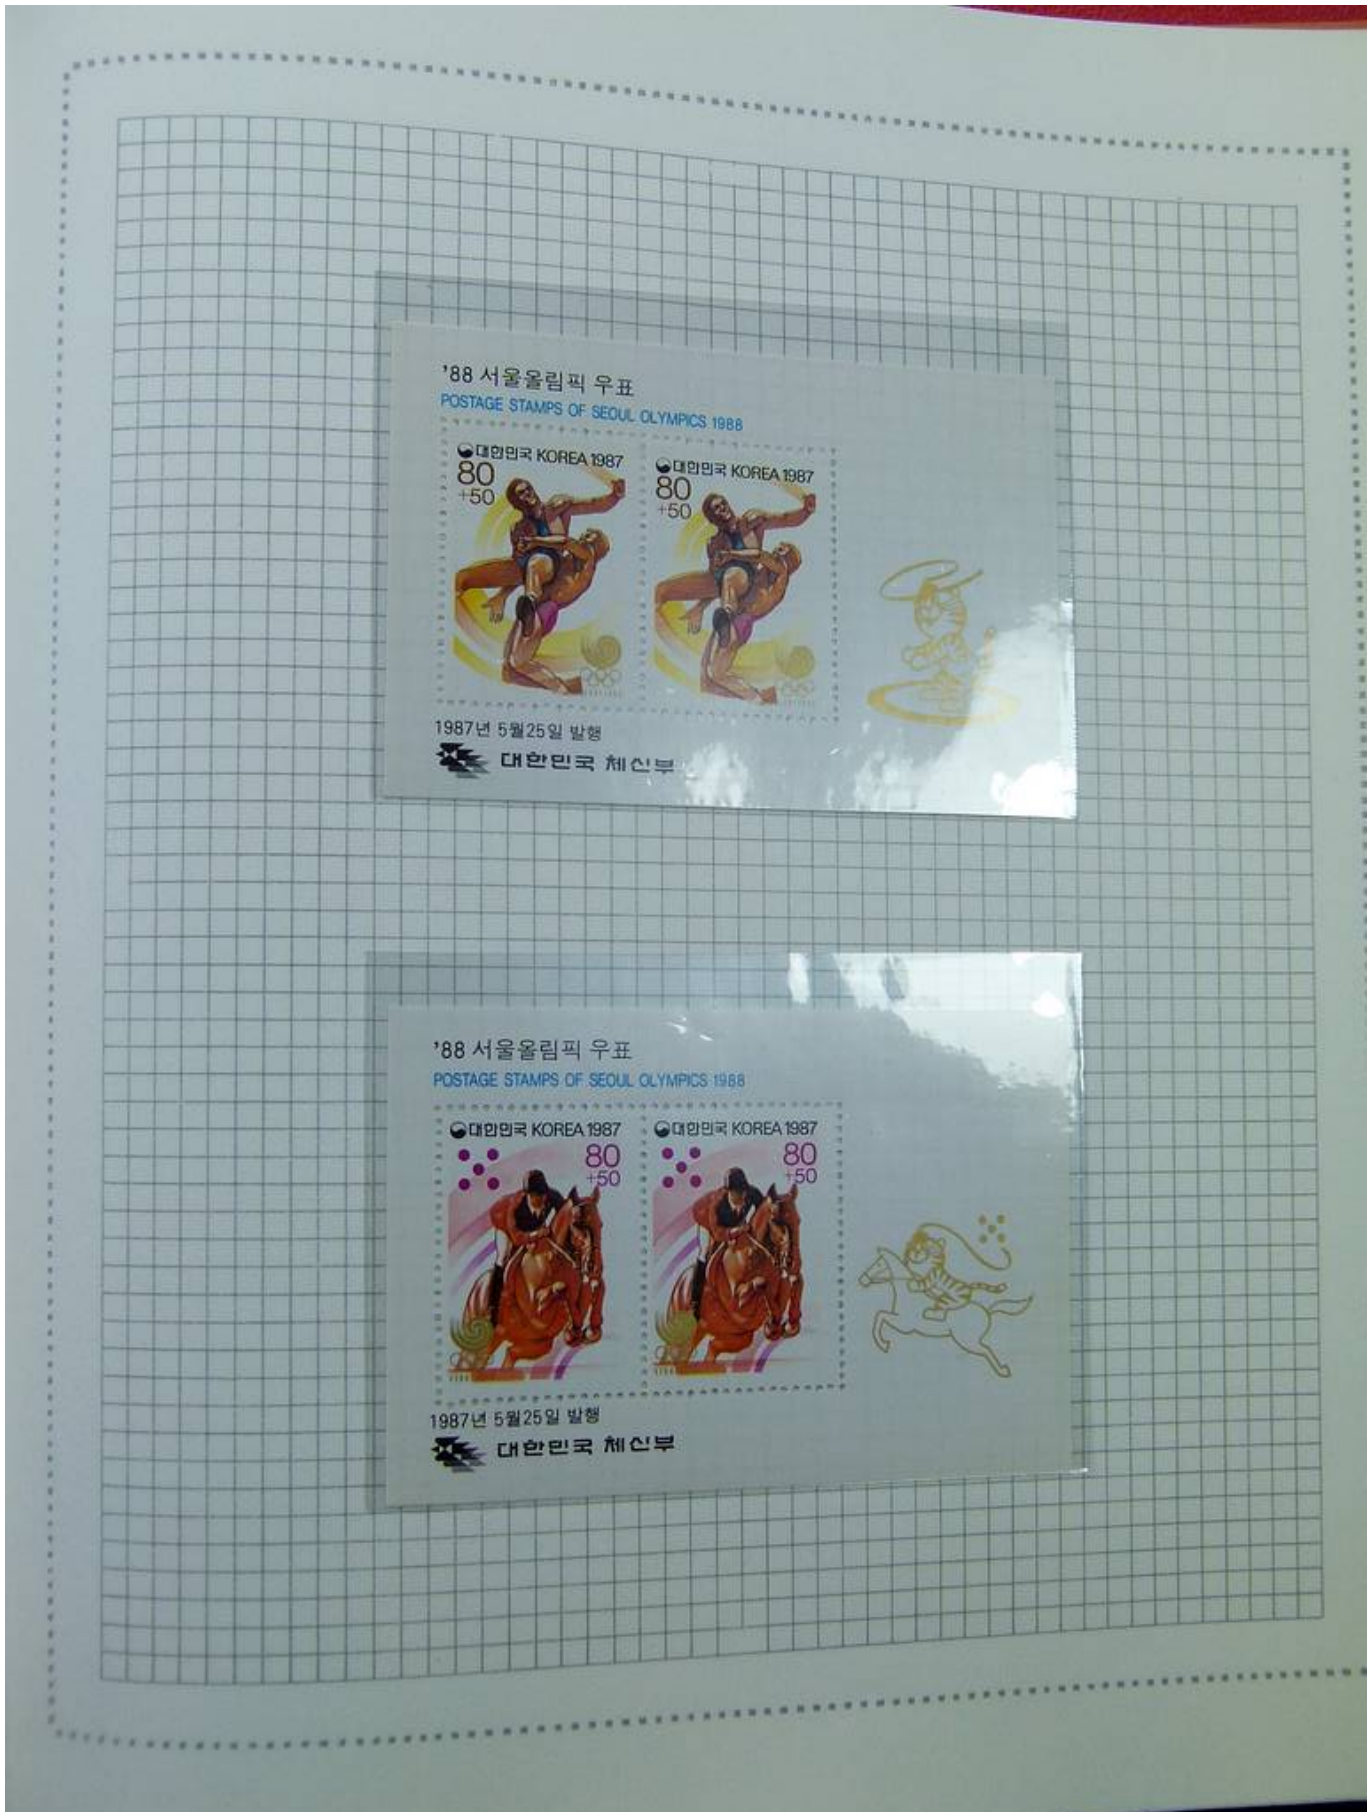 '88 서울올림픽 우표
POSTAGE STAMPS OF SEOUL OLYMPICS 1988
대한민국 KOREA 1987
80
+50
대한민국 KOREA 1987
80
+50
1987년 5월25일 발행
대한민국 체신부
'88 서울올림픽 우표
POSTAGE STAMPS OF SEOUL OLYMPICS 1988
대한민국 KOREA 1987
80
+50
대한민국 KOREA 1987
80
+50
1987년 5월25일 발행
대한민국 체신부